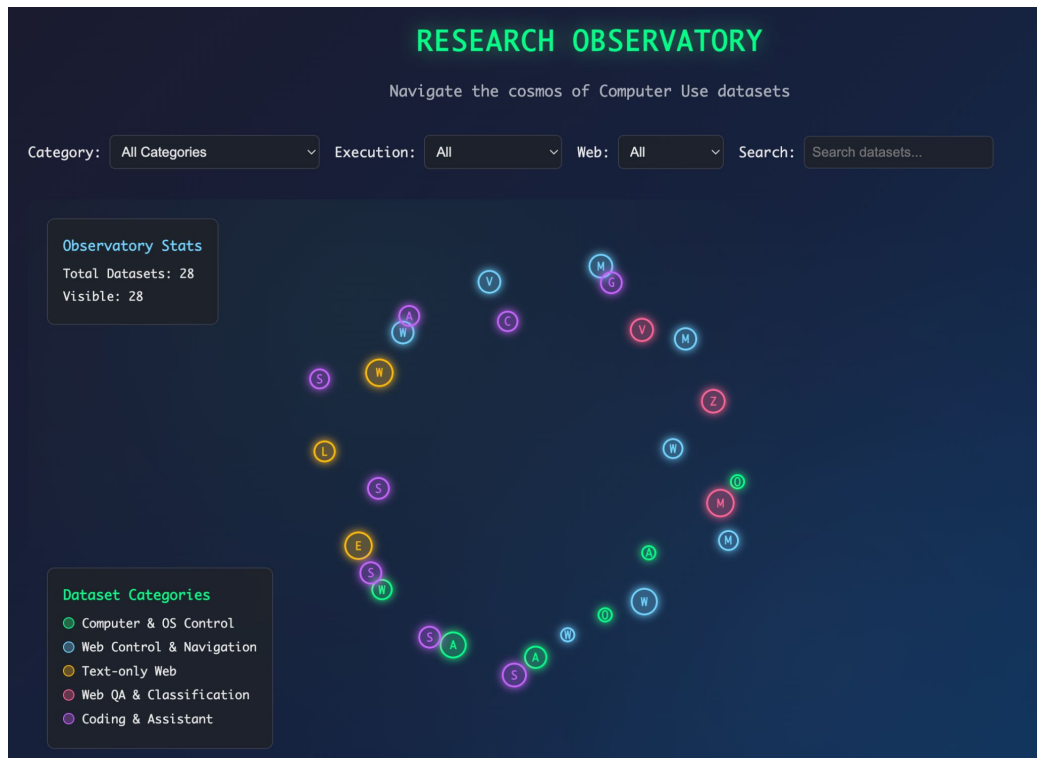 RESEARCH OBSERVATORY
Navigate the cosmos of Computer Use datasets
Category: All Categories Execution: All Web: All Search: Search datasets...
Observatory Stats
Total Datasets: 28
Visible: 28
M
V
G
A
C
W
V
M
W
S
Z
W
L
O
S
M
M
E
A
S
W
W
O
S
W
A
A
S
Dataset Categories
Computer & OS Control
Web Control & Navigation
Text-only Web
Web QA & Classification
Coding & Assistant